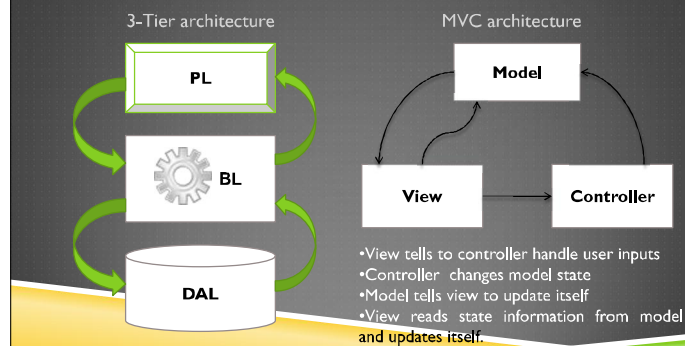 3-Tier architecture
PL
BL
DAL
MVC architecture
Model
View
Controller
•View tells to controller handle user inputs
•Controller changes model state
•Model tells view to update itself
•View reads state information from model
and updates itself.